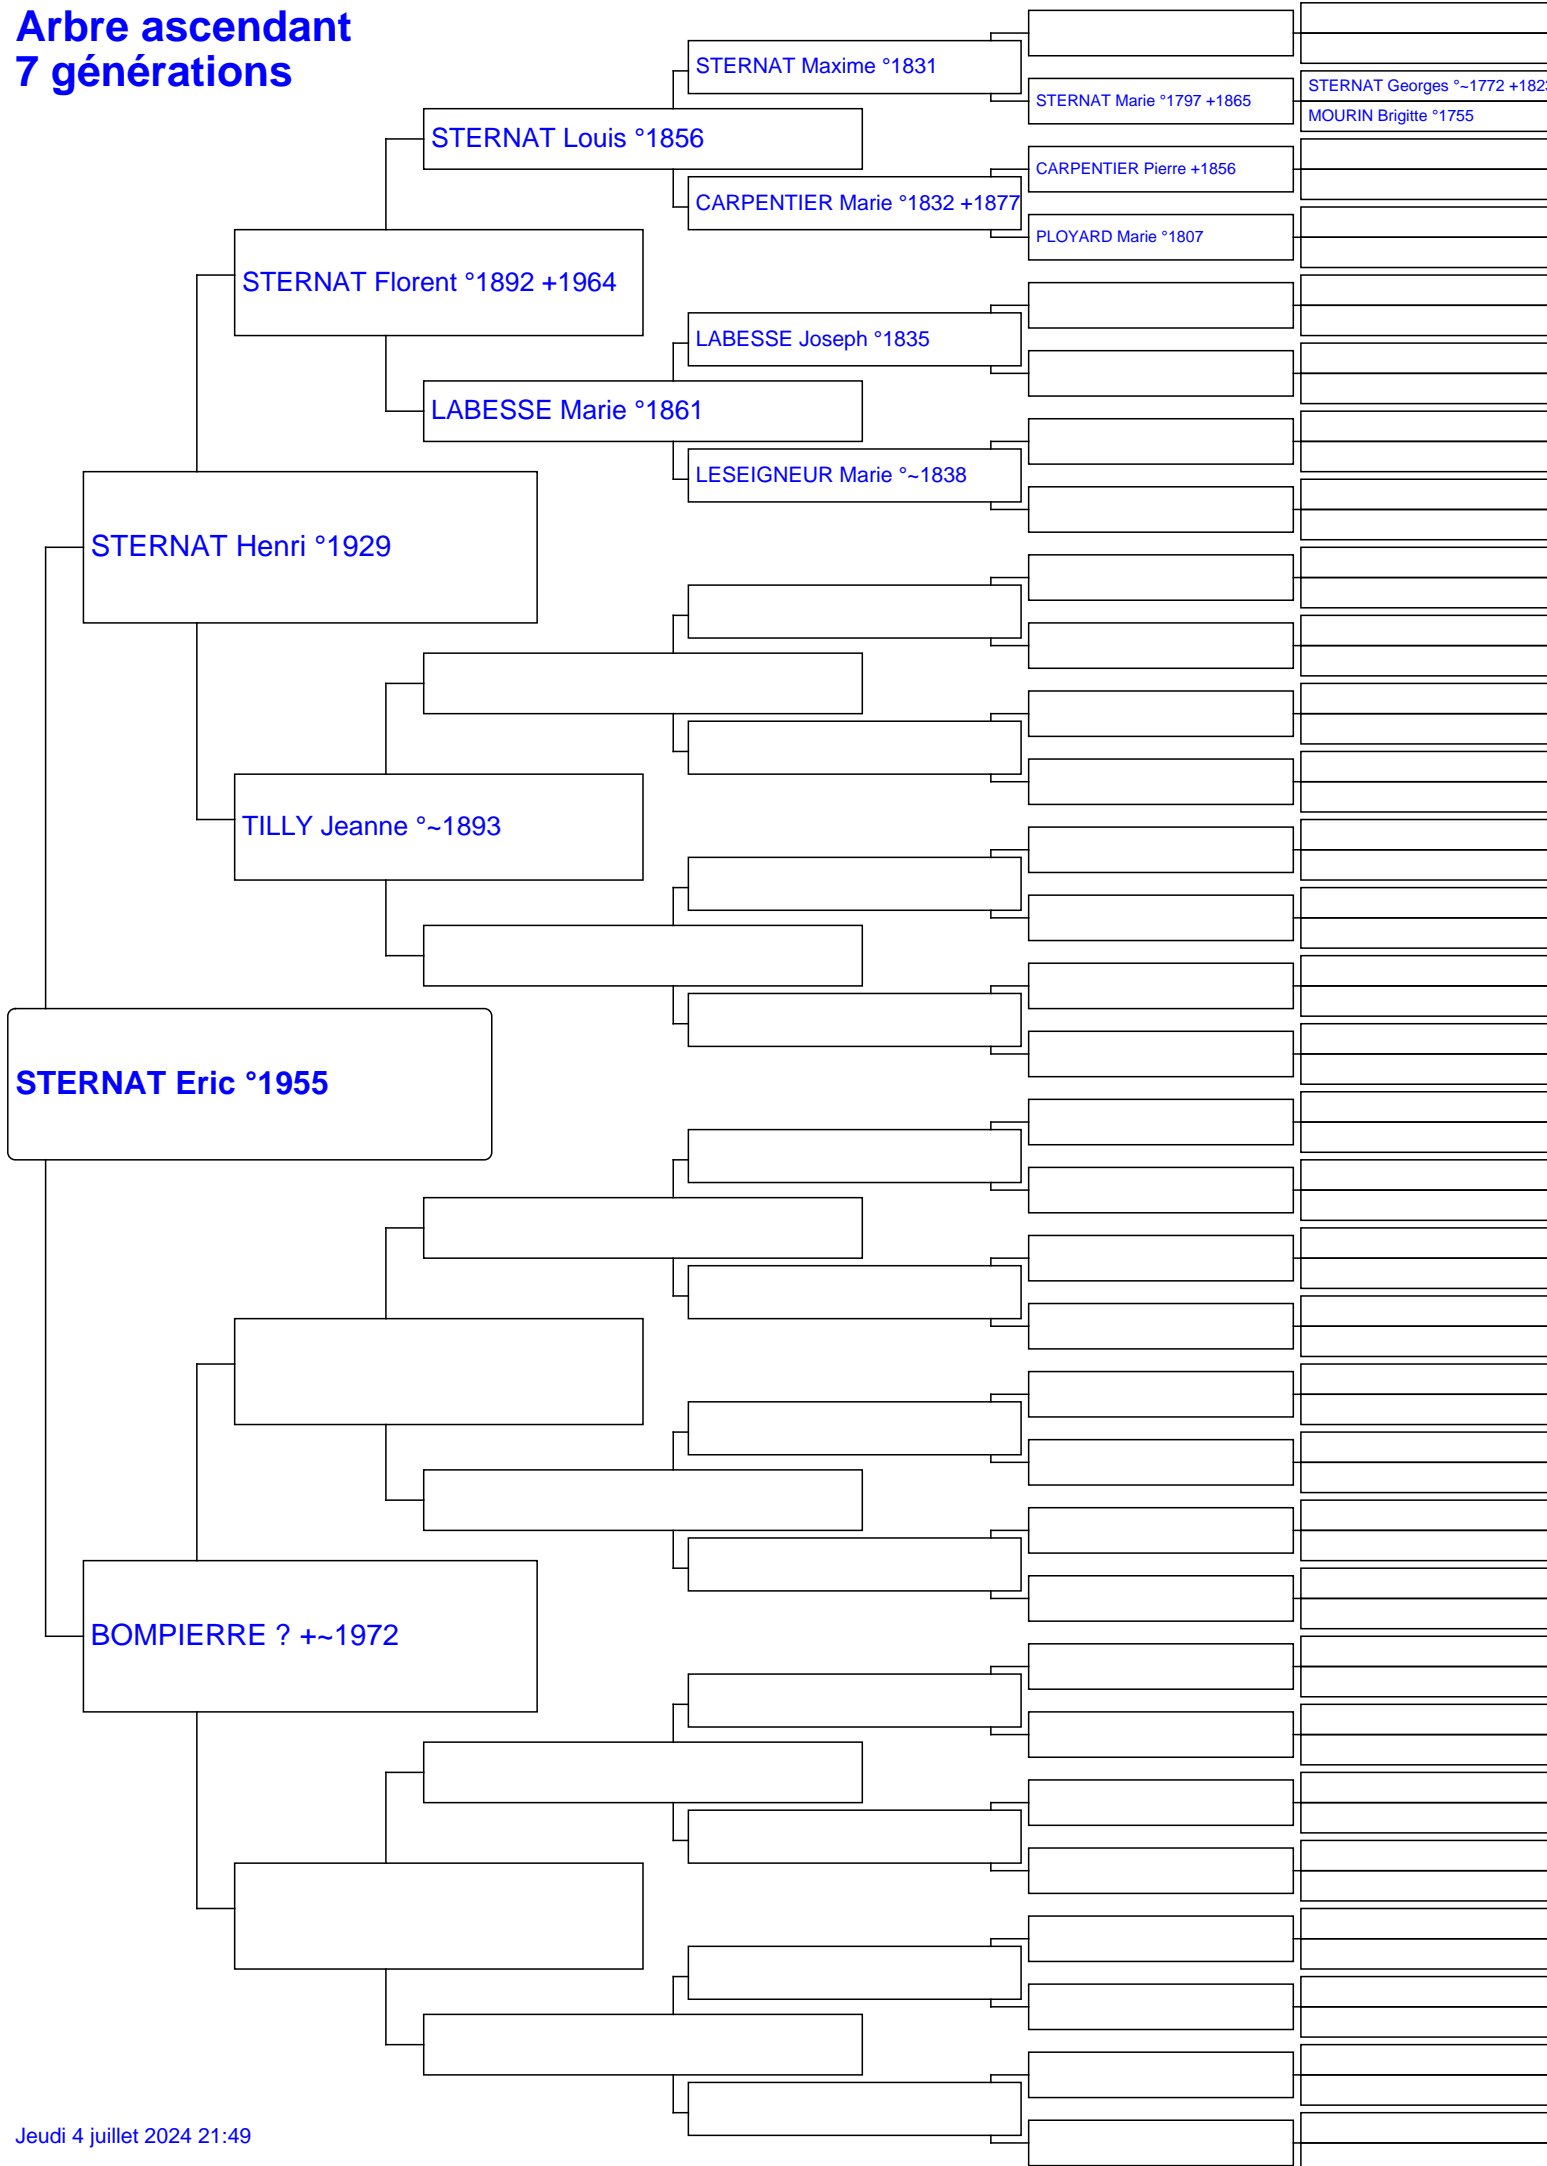 Arbre ascendant
7 générations
STERNAT Maxime °1831
STERNAT Marie °1797 +1865
STERNAT Georges °~1772 +182
MOURIN Brigitte °1755
STERNAT Louis °1856
CARPENTIER Pierre +1856
CARPENTIER Marie °1832 +1877
PLOYARD Marie °1807
STERNAT Florent °1892 +1964
LABESSE Joseph °1835
LABESSE Marie °1861
LESEIGNEUR Marie °~1838
STERNAT Henri °1929
TILLY Jeanne °~1893
STERNAT Eric °1955
BOMPIERRE ? +~1972
Jeudi 4 juillet 2024 21:49